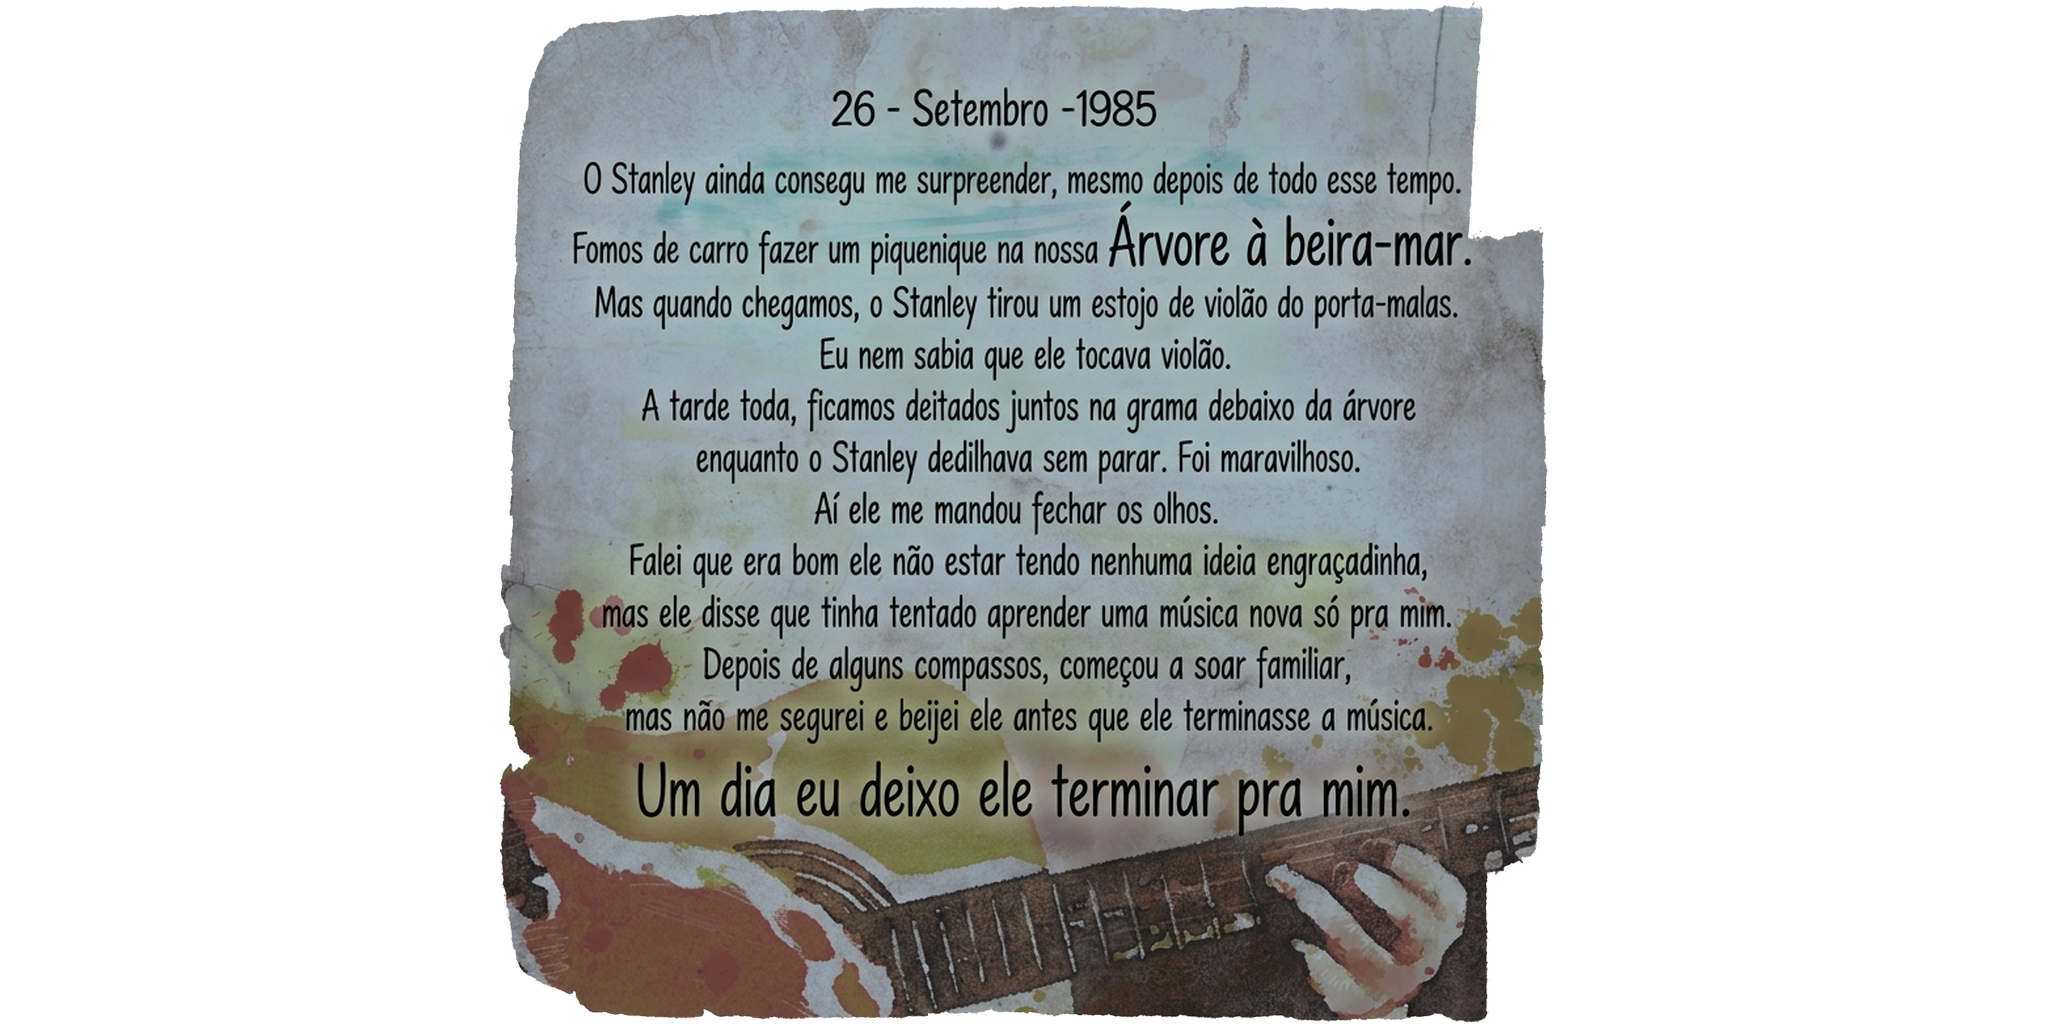 26 - Setembro -1985
O Stanley ainda consegu me surpreender, mesmo depois de todo esse tempo.
Fomos de carro fazer um piquenique na nossa Árvore à beira-mar.
Mas quando chegamos, o Stanley tirou um estojo de violão do porta-malas.
Eu nem sabia que ele tocava violão.
A tarde toda, ficamos deitados juntos na grama debaixo da árvore
enquanto o Stanley dedilhava sem parar. Foi maravilhoso.
Aí ele me mandou fechar os olhos.
Falei que era bom ele não estar tendo nenhuma ideia engraçadinha,
mas ele disse que tinha tentado aprender uma música nova só pra mim.
Depois de alguns compassos, começou a soar familiar,
mas não me segurei e beijei ele antes que ele terminasse a música.
Um dia eu deixo ele terminar pra mim.